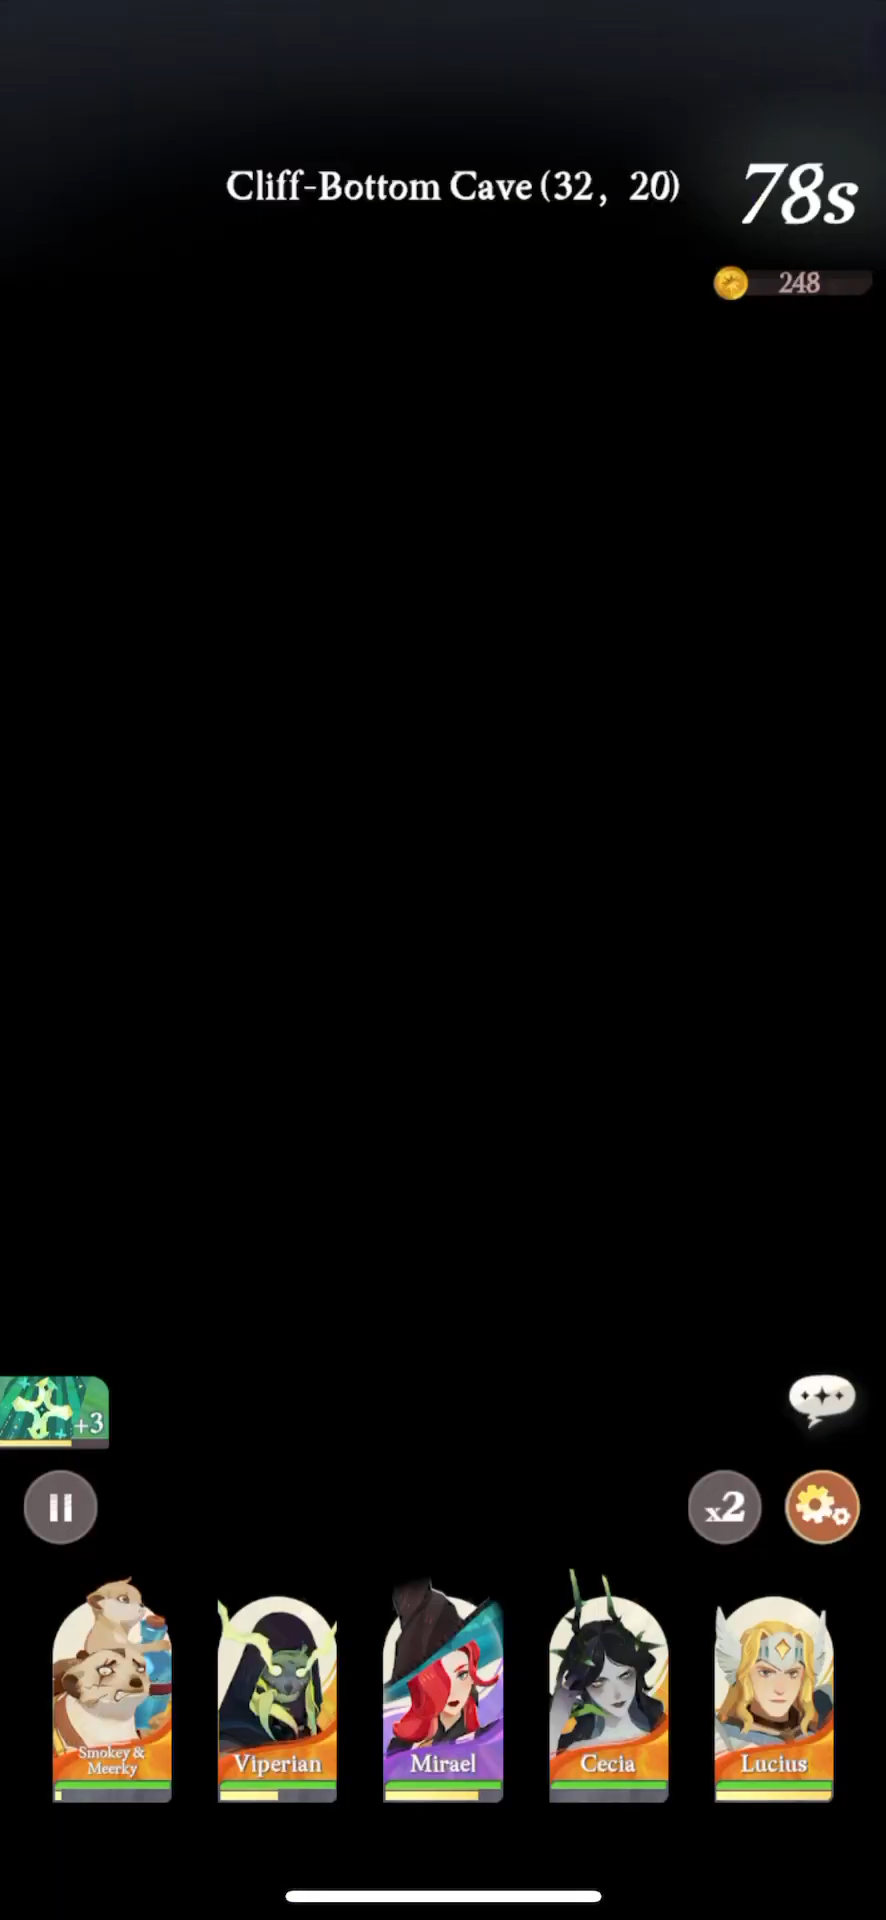 Cliff-Bottom Cave (32, 20)
78s
248
+3
x2
Smokey &
Meerky
Viperian
Mirael
Cecia
Lucius